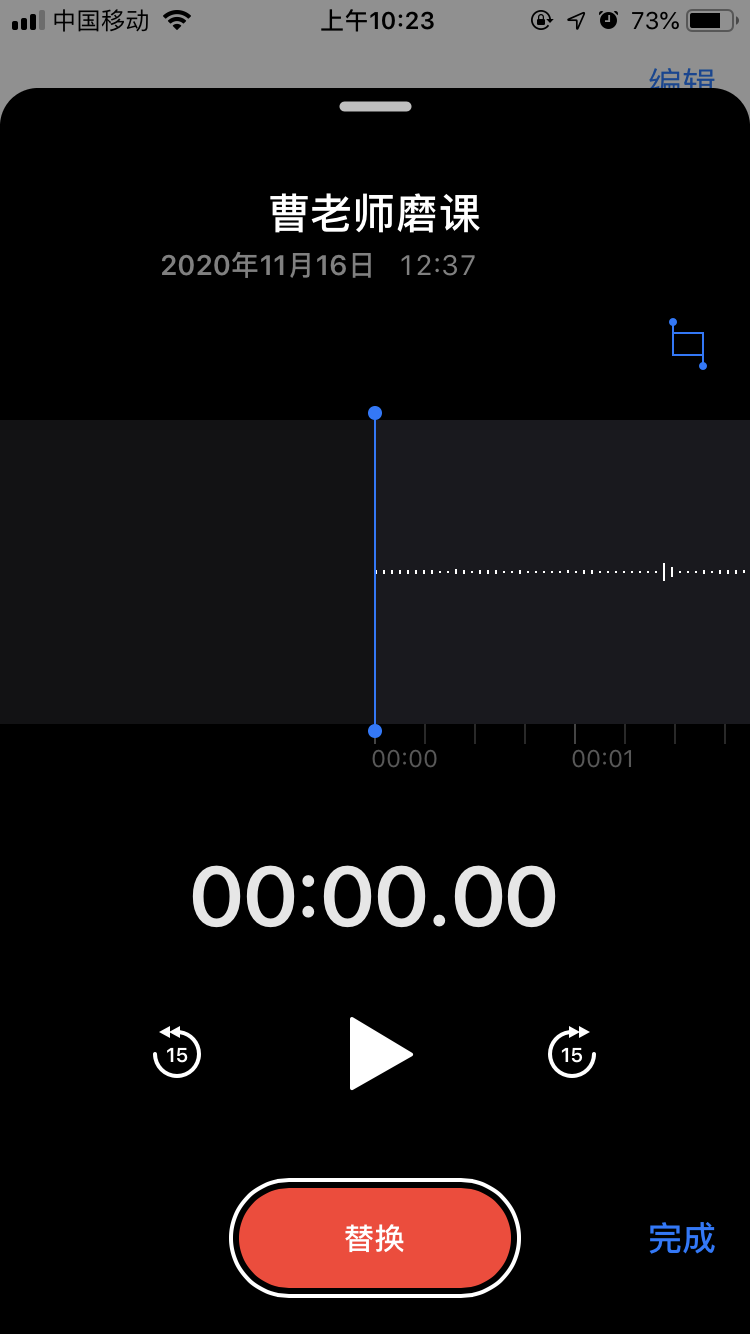 中国移动 上午10:23 73%
编辑
曹老师磨课
2020年11月16日 12:37
00:00 00:01
00:00.00
15 15
替换 完成